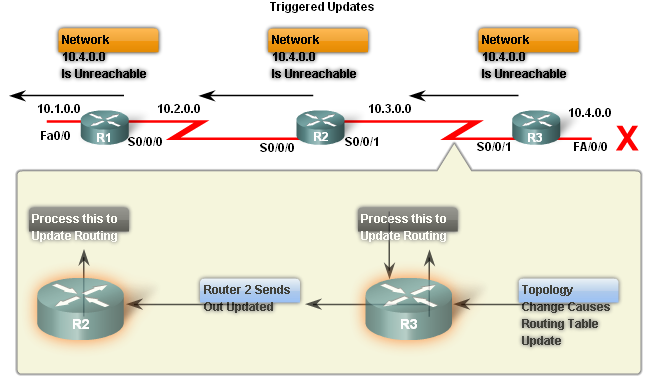 Triggered Updates
Network
10.4.0.0
Is Unreachable
Network
10.4.0.0
Is Unreachable
Network
10.4.0.0
Is Unreachable
10.1.0.0
10.2.0.0
10.3.0.0
10.4.0.0
Fa0/0
R1
S0/0/0
S0/0/0
R2
S0/0/1
S0/0/1
R3
FA/0/0
X
Process this to
Update Routing
Process this to
Update Routing
R2
Router 2 Sends
Out Updated
R3
Topology
Change Causes
Routing Table
Update